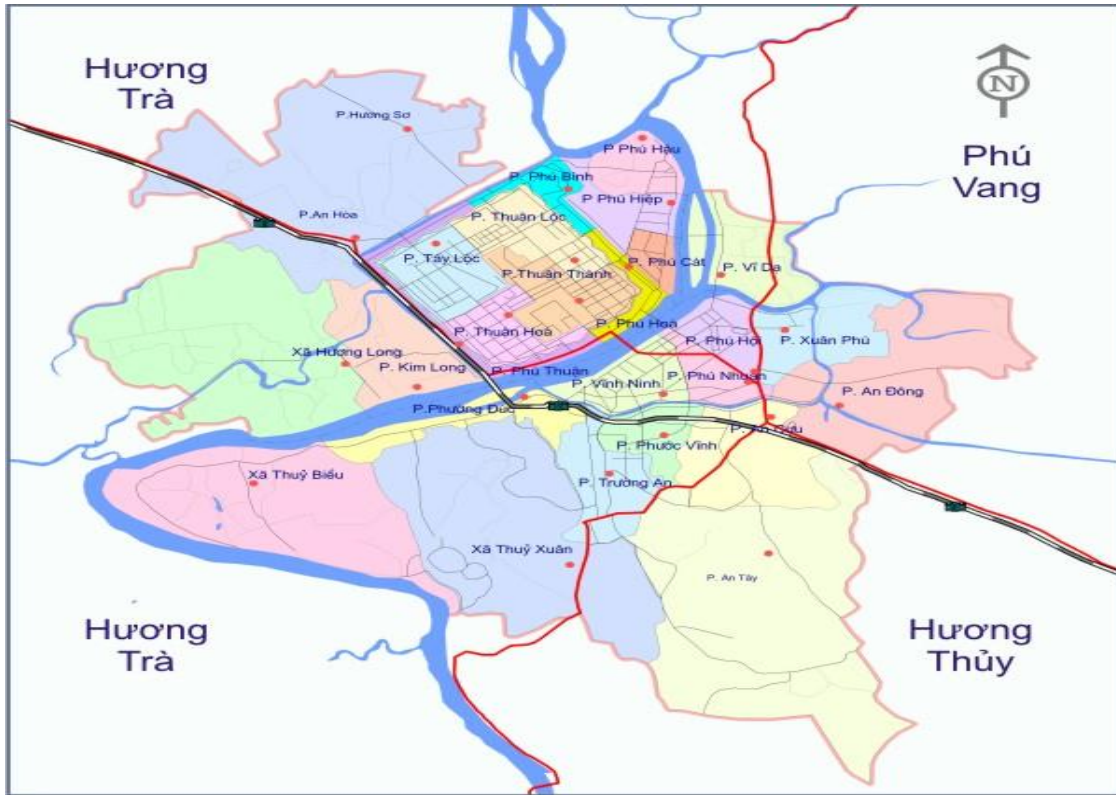 Hương
Trà
P.Hương Sơ
N
P Phú Hậu
Phú
Vang
P. Phú Bình
P Phú Hiệp
P. Thuận Lộc
P.An Hòa
P. Tây Lộc
P. Phú Cát
P.Thuận Thành
P. Vĩ Dạ
P. Phú Hoà
P. Thuận Hoà
P. Phú Hội
P. Xuân Phú
Xã Hương Long
P. Kim Long
P. Phú Thuận
P. Vĩnh Ninh
P. Phú Nhuận
P. An Đông
P.Phường Đúc
P. An Cựu
P. Phước Vĩnh
Xã Thuỷ Biều
P. Trường An
Xã Thuỷ Xuân
P. An Tây
Hương
Trà
Hương
Thủy